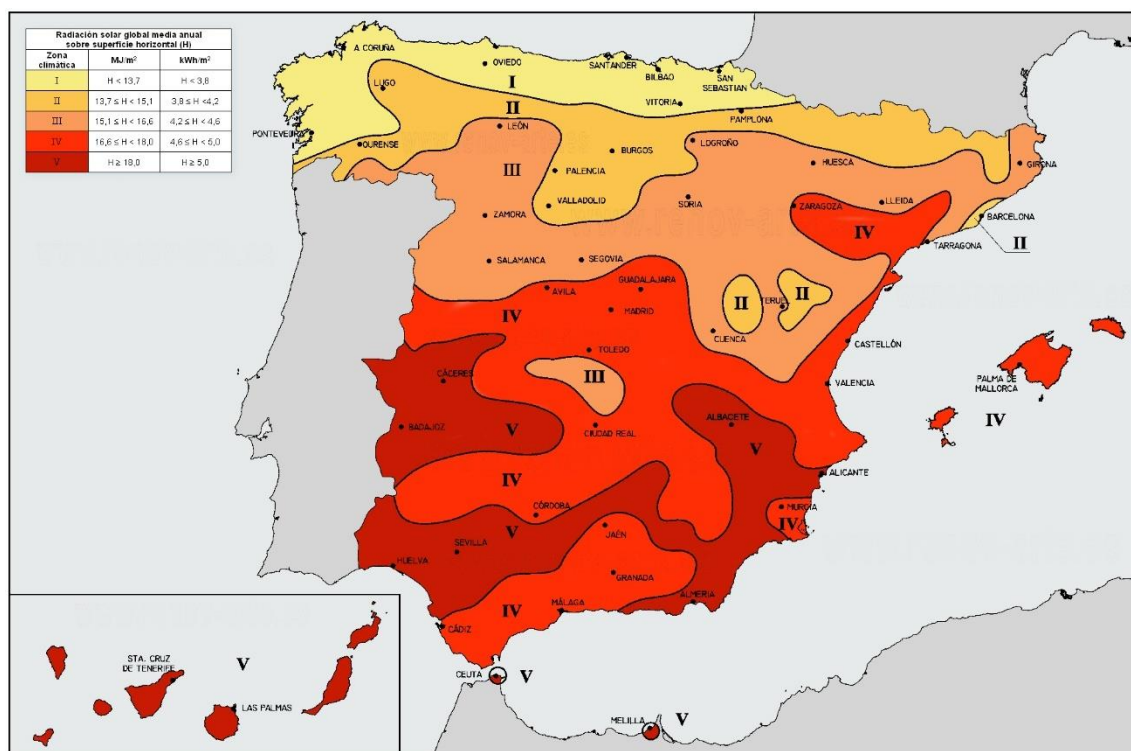 Radiación solar global media anual
sobre superficie horizontal (H)
Zona
climática
MJ/m²
kWh/m²
I
H < 13,7
H < 3,8
II
13,7 ≤ H < 15,1
3,8 ≤ H <4,2
III
15,1 ≤ H < 16,6
4,2 ≤ H < 4,6
IV
16,6 ≤ H < 18,0
4,6 ≤ H < 5,0
V
H ≥ 18,0
H ≥ 5,0
A CORUÑA
OVIEDO
SANTANDER
BILBAO
SAN
SEBASTIAN
I
LUGO
VITORIA
II
PAMPLONA
PONTEVEDRA
LEÓN
OURENSE
LOGROÑO
BURGOS
III
HUESCA
GIRONA
PALENCIA
VALLADOLID
SORIA
ZARAGOZA
LLEIDA
ZAMORA
BARCELONA
IV
TARRAGONA
II
SALAMANCA
SEGOVIA
ÁVILA
GUADALAJARA
II
TERUEL
II
IV
MADRID
CUENCA
CASTELLÓN
TOLEDO
III
CÁCERES
VALENCIA
PALMA DE
MALLORCA
IV
ALBACETE
BADAJOZ
V
CIUDAD REAL
V
IV
ALICANTE
CÓRDOBA
MURCIA
V
IV
JAÉN
SEVILLA
HUELVA
GRANADA
ALMERIA
IV
MÁLAGA
CÁDIZ
STA. CRUZ
DE TENERIFE
V
LAS PALMAS
CEUTA
V
MELILLA
V